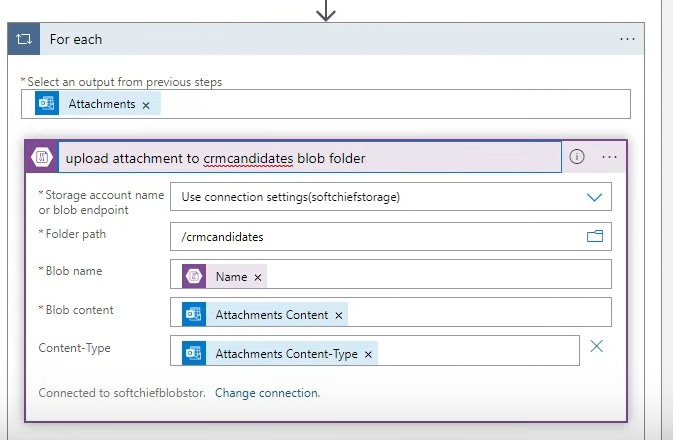 For each
...
* Select an output from previous steps
Attachments ×
upload attachment to crmcandidates blob folder
...
* Storage account name
or blob endpoint
Use connection settings(softchiefstorage)
* Folder path
/crmcandidates
* Blob name
Name ×
* Blob content
Attachments Content ×
Content-Type
Attachments Content-Type ×
Connected to softchiefblobstor. Change connection.